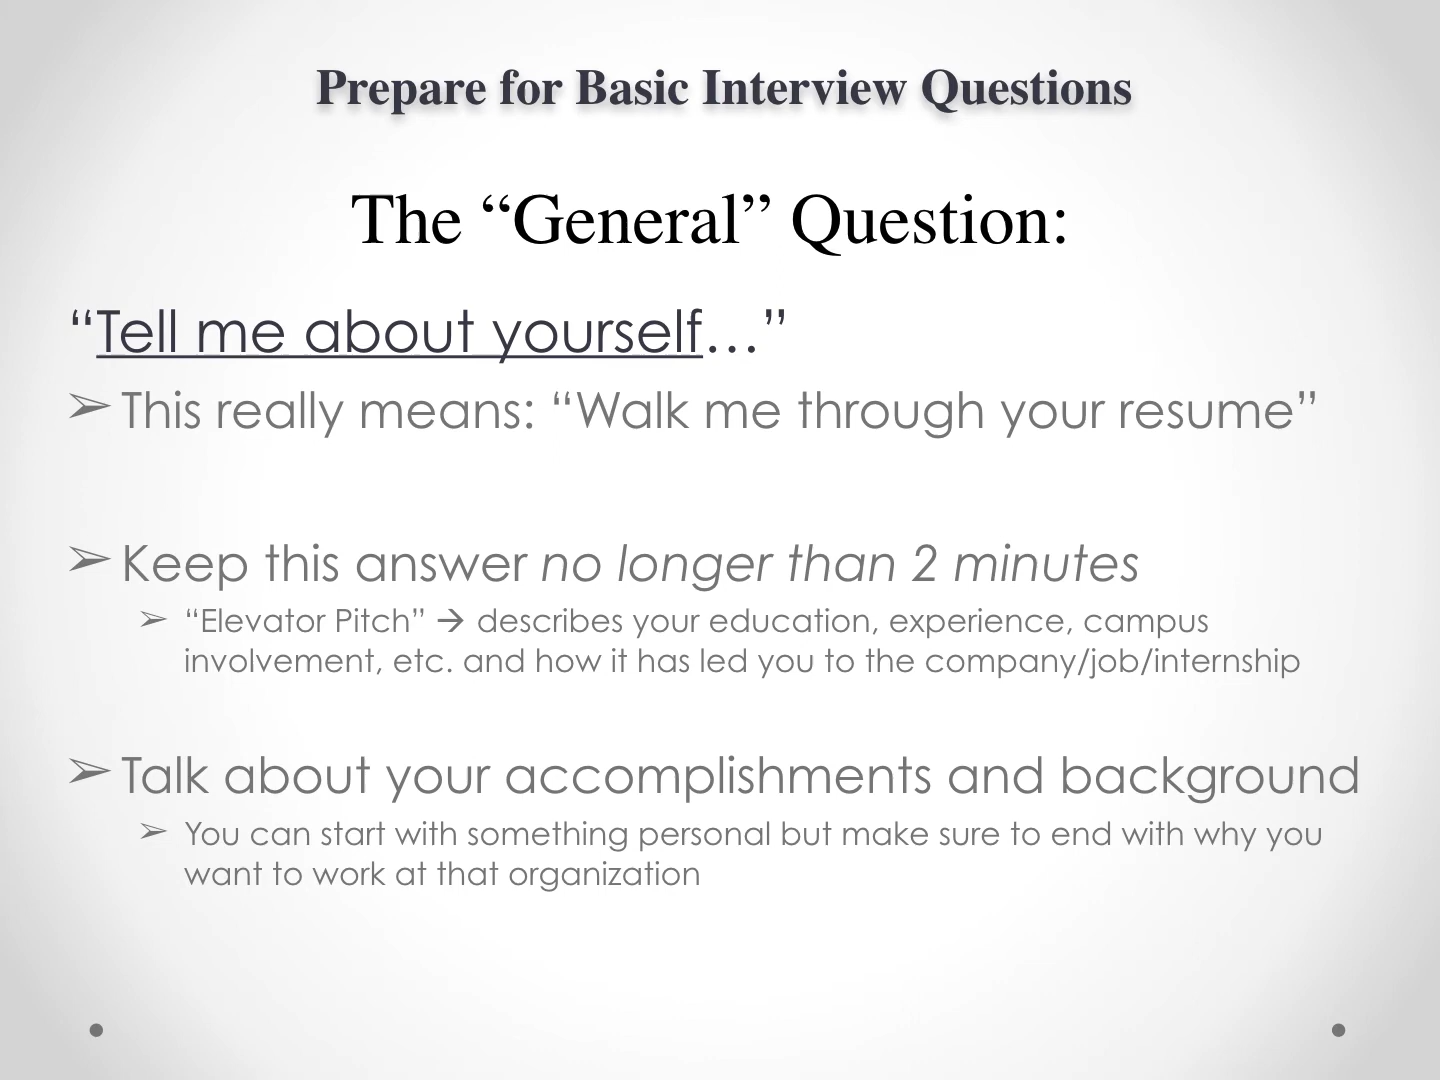 Prepare for Basic Interview Questions
The “General” Question:
“Tell me about yourself…”
➢ This really means: “Walk me through your resume”
➢ Keep this answer no longer than 2 minutes
➢ “Elevator Pitch” → describes your education, experience, campus
involvement, etc. and how it has led you to the company/job/internship
➢ Talk about your accomplishments and background
➢ You can start with something personal but make sure to end with why you
want to work at that organization